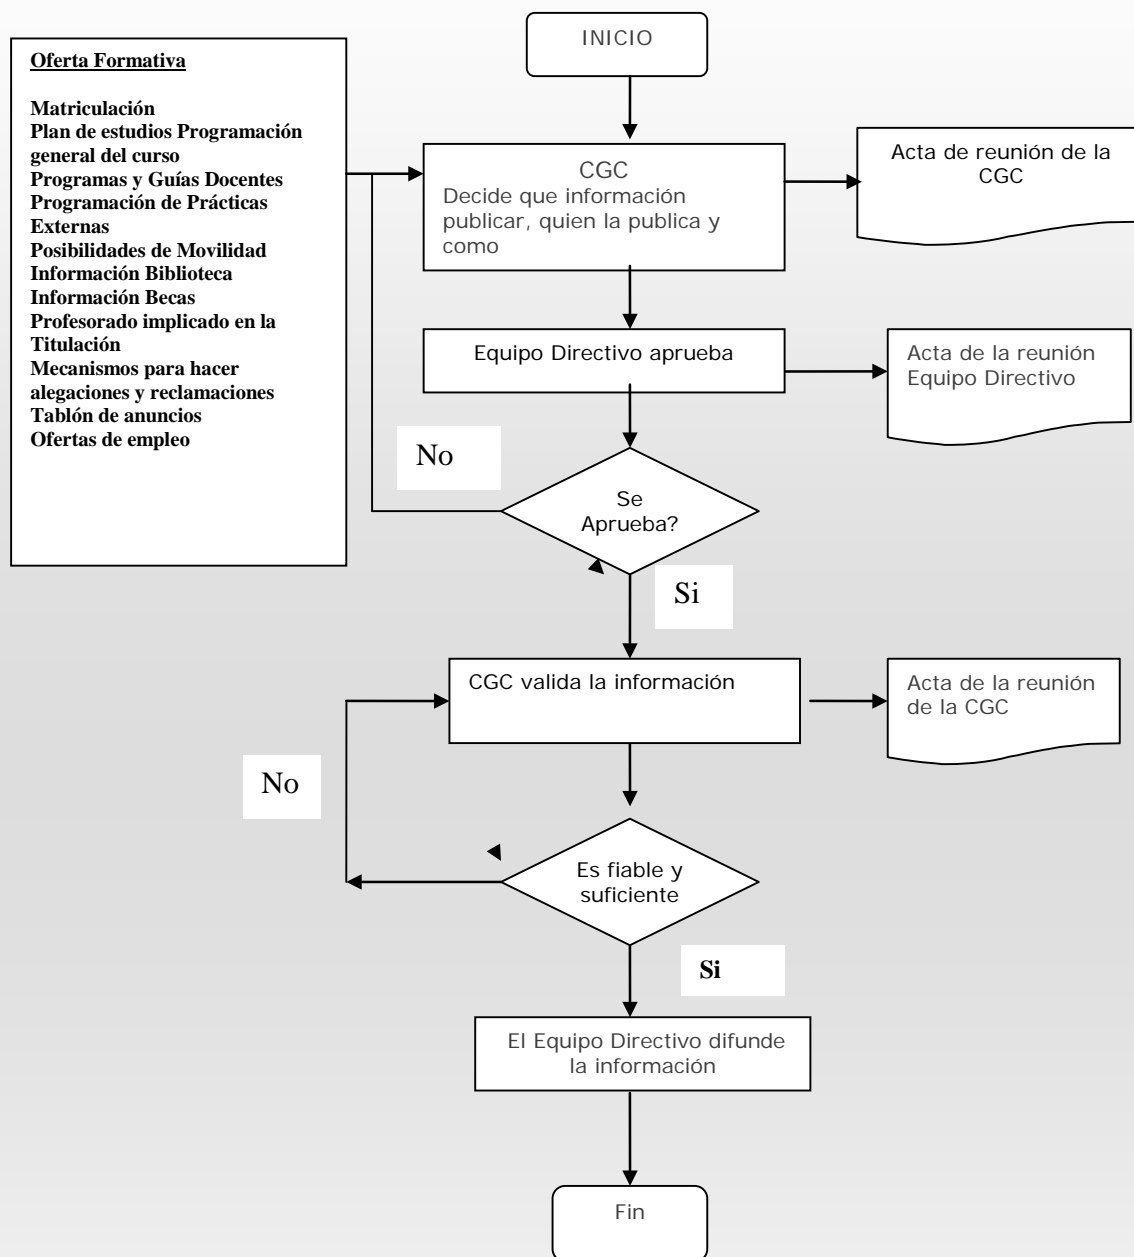 INICIO
Oferta Formativa
Matriculación
Plan de estudios Programación
general del curso
Programas y Guías Docentes
Programación de Prácticas
Externas
Posibilidades de Movilidad
Información Biblioteca
Información Becas
Profesorado implicado en la
Titulación
Mecanismos para hacer
alegaciones y reclamaciones
Tablón de anuncios
Ofertas de empleo
CGC
Decide que información
publicar, quien la publica y
como
Acta de reunión de la
CGC
Equipo Directivo aprueba
Acta de la reunión
Equipo Directivo
No
Se
Aprueba?
Si
CGC valida la información
Acta de la reunión
de la CGC
No
Es fiable y
suficiente
Si
El Equipo Directivo difunde
la información
Fin